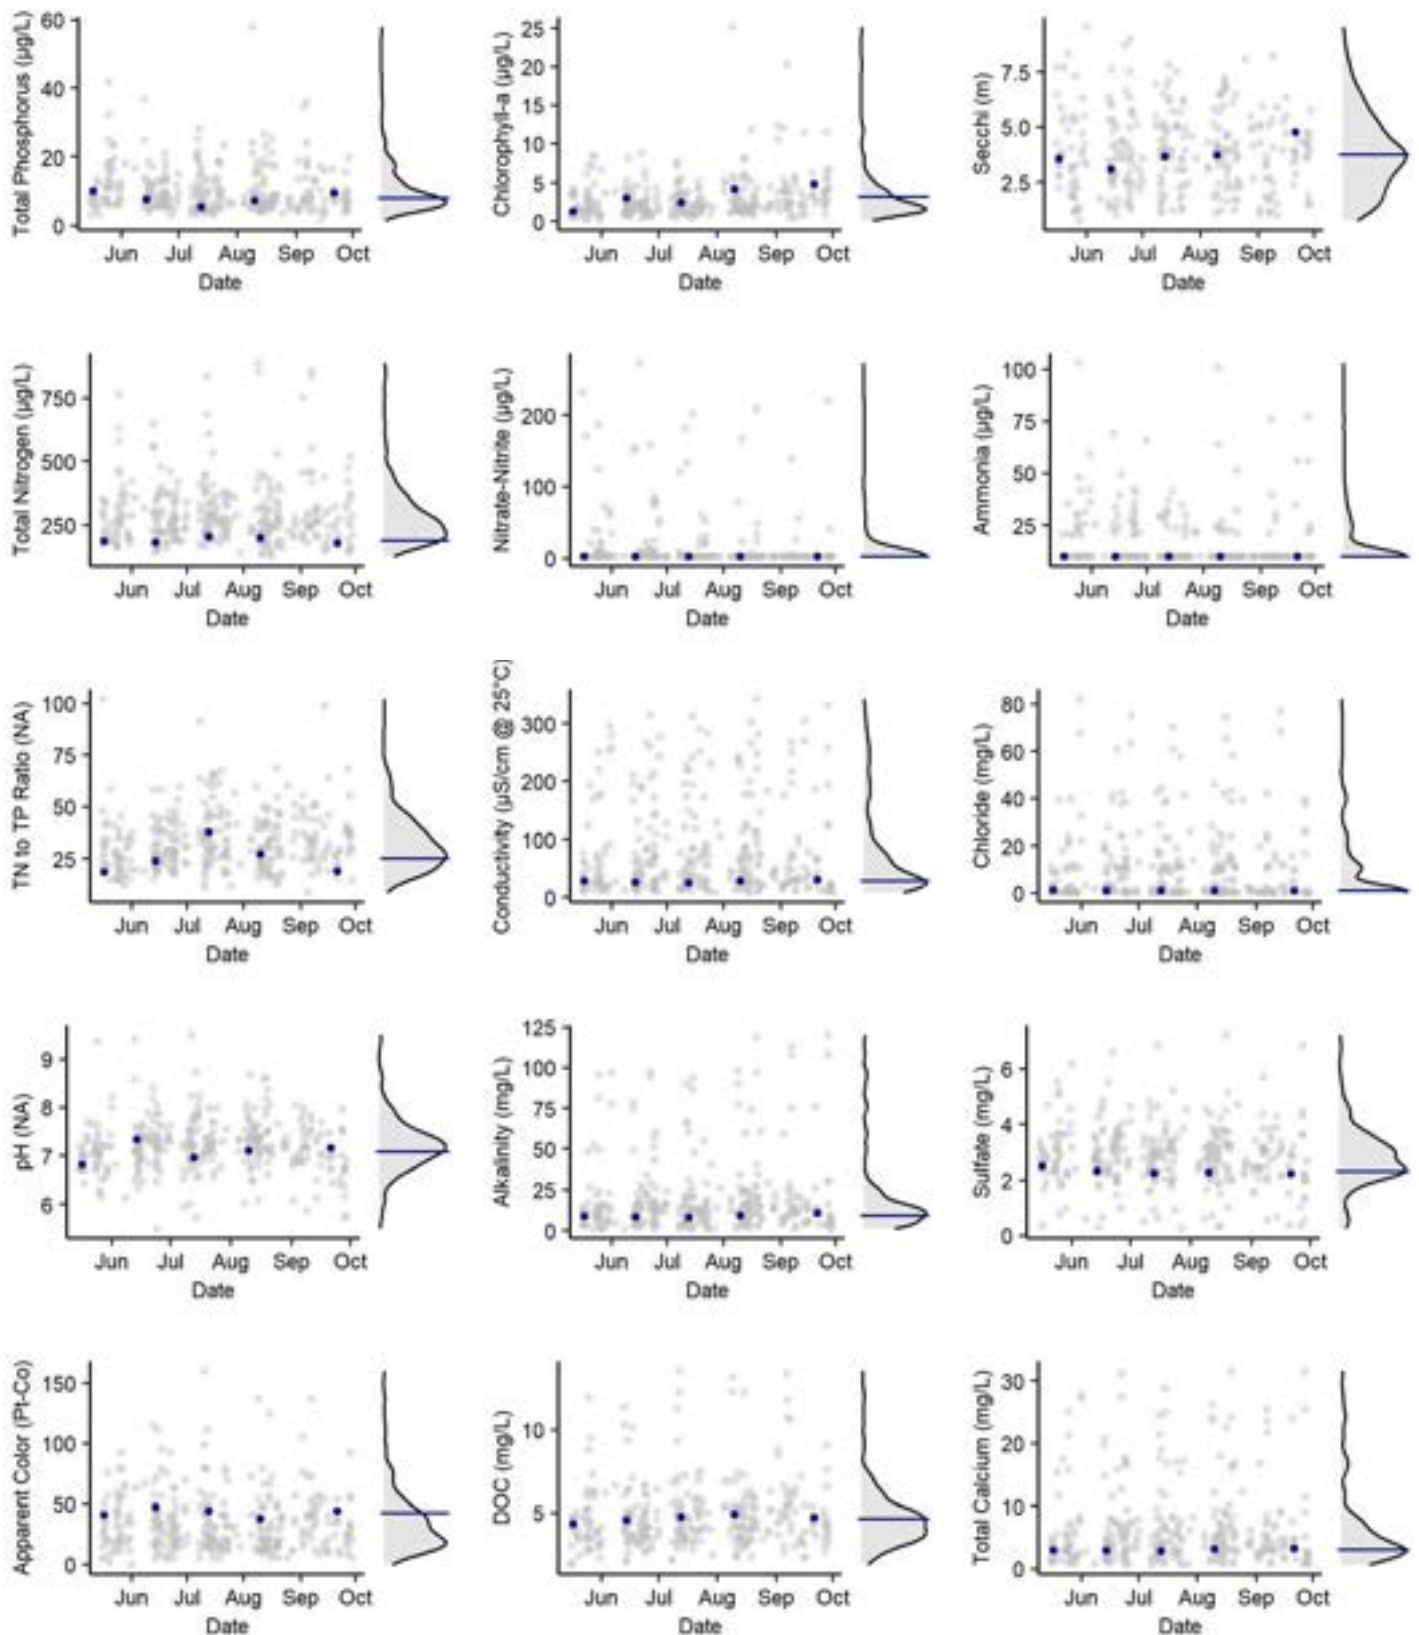 Total Phosphorus (µg/L)
60
40
20
0
Jun Jul Aug Sep Oct
Date
Chlorophyll-a (µg/L)
25
20
15
10
5
0
Jun Jul Aug Sep Oct
Date
Secchi (m)
7.5
5.0
2.5
Jun Jul Aug Sep Oct
Date
Total Nitrogen (µg/L)
750
500
250
Jun Jul Aug Sep Oct
Date
Nitrate-Nitrite (µg/L)
200
100
0
Jun Jul Aug Sep Oct
Date
Ammonia (µg/L)
100
75
50
25
Jun Jul Aug Sep Oct
Date
TN to TP Ratio (NA)
100
75
50
25
Jun Jul Aug Sep Oct
Date
Conductivity (µS/cm @ 25°C)
300
200
100
0
Jun Jul Aug Sep Oct
Date
Chloride (mg/L)
80
60
40
20
0
Jun Jul Aug Sep Oct
Date
pH (NA)
9
8
7
6
Jun Jul Aug Sep Oct
Date
Alkalinity (mg/L)
125
100
75
50
25
0
Jun Jul Aug Sep Oct
Date
Sulfate (mg/L)
6
4
2
0
Jun Jul Aug Sep Oct
Date
Apparent Color (Pt-Co)
150
100
50
0
Jun Jul Aug Sep Oct
Date
DOC (mg/L)
10
5
Jun Jul Aug Sep Oct
Date
Total Calcium (mg/L)
30
20
10
0
Jun Jul Aug Sep Oct
Date